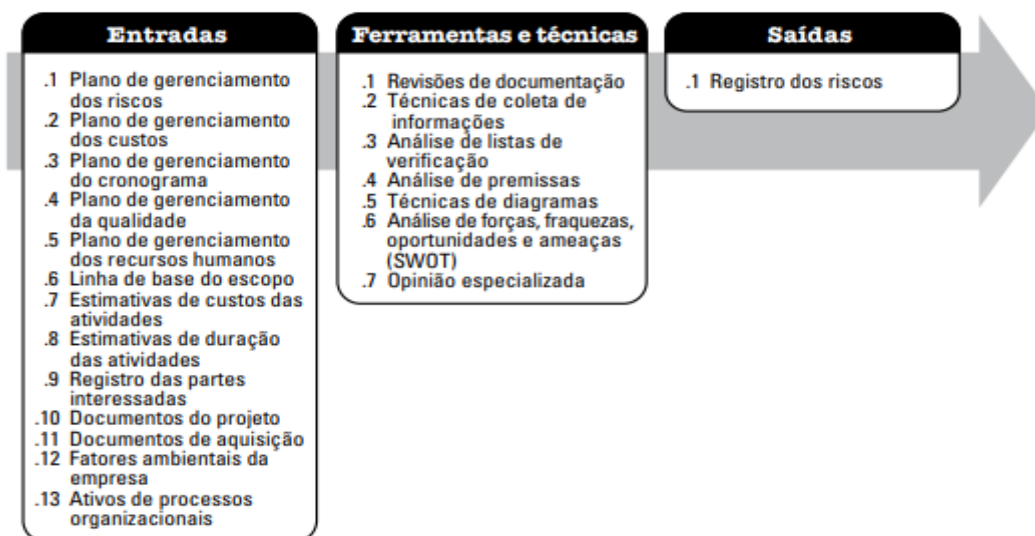 Entradas
.1 Plano de gerenciamento
dos riscos
.2 Plano de gerenciamento
dos custos
.3 Plano de gerenciamento
do cronograma
.4 Plano de gerenciamento
da qualidade
.5 Plano de gerenciamento
dos recursos humanos
.6 Linha de base do escopo
.7 Estimativas de custos das
atividades
.8 Estimativas de duração
das atividades
.9 Registro das partes
interessadas
.10 Documentos do projeto
.11 Documentos de aquisição
.12 Fatores ambientais da
empresa
.13 Ativos de processos
organizacionais
Ferramentas e técnicas
.1 Revisões de documentação
.2 Técnicas de coleta de
informações
.3 Análise de listas de
verificação
.4 Análise de premissas
.5 Técnicas de diagramas
.6 Análise de forças, fraquezas,
oportunidades e ameaças
(SWOT)
.7 Opinião especializada
Saídas
.1 Registro dos riscos